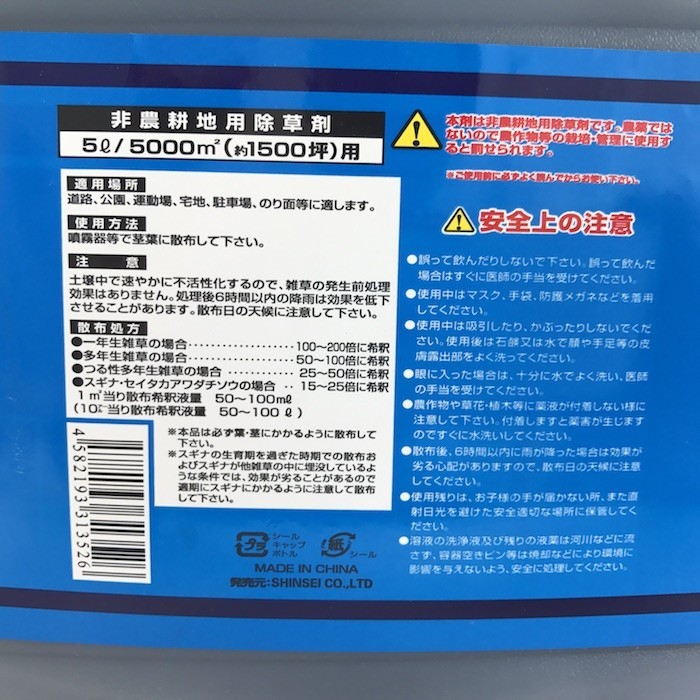 非農耕地用除草剤
5ℓ/5000㎡(約1500坪)用
適用場所
道路、公園、運動場、宅地、駐車場、のり面等に適します。
使用方法
噴霧器等で茎葉に散布して下さい。
注 意
土壌中で速やかに不活性化するので、雑草の発生前処理
効果はありません。処理後6時間以内の降雨は効果を低下
させることがあります。散布日の天候に注意して下さい。
散布処方
●一年生雑草の場合………………… 100〜200倍に希釈
●多年生雑草の場合………………… 50〜100倍に希釈
●つる性多年生雑草の場合………… 25〜50倍に希釈
●スギナ・セイタカアワダチソウの場合 …… 15〜25倍に希釈
1㎡当り散布希釈液量 50〜100mℓ
(10㌃当り散布希釈液量 50〜100ℓ)
※本品は必ず葉・茎にかかるように散布して
下さい。
※スギナの生育期を過ぎた時期での散布お
よびスギナが他雑草の中に埋没しているよう
な条件では、効果が劣ることがあるので
適期にスギナにかかるように注意して散布
して下さい。
4 582193 313526
プラ
シール
キャップ
ボトル
紙
シール
MADE IN CHINA
発売元:SHINSEI CO.,LTD
本剤は非農耕地用除草剤です。農薬では
ないので農作物等の栽培・管理に使用す
ると罰せられます。
※ご使用前に必ずよく読んでからお使い下さい。
安全上の注意
●誤って飲んだりしないで下さい。誤って飲んだ
場合はすぐに医師の手当を受けてください。
●使用中はマスク、手袋、防護メガネなどを着用
してください。
●使用中は吸引したり、かぶったりしないでくだ
さい。使用後は石鹸又は水で顔や手足等の皮
膚露出部をよく洗ってください。
●眼に入った場合は、十分に水でよく洗い、医師
の手当を受けてください。
●農作物や草花・植木等に薬液が付着しない様に
注意して下さい。付着しますと薬害が生じます
のですぐに水洗いしてください。
●散布後、6時間以内に雨が降った場合は効果が
劣る心配がありますので、散布日の天候に注意し
てください。
●使用残りは、お子様の手が届かない所、また直
射日光を避けた安全適切な場所に保管してく
ださい。
●溶液の洗浄液及び残りの液薬は河川などに流
さず、容器空きビン等は焼却などにより環境に
影響を与えないよう、安全に処理してください。